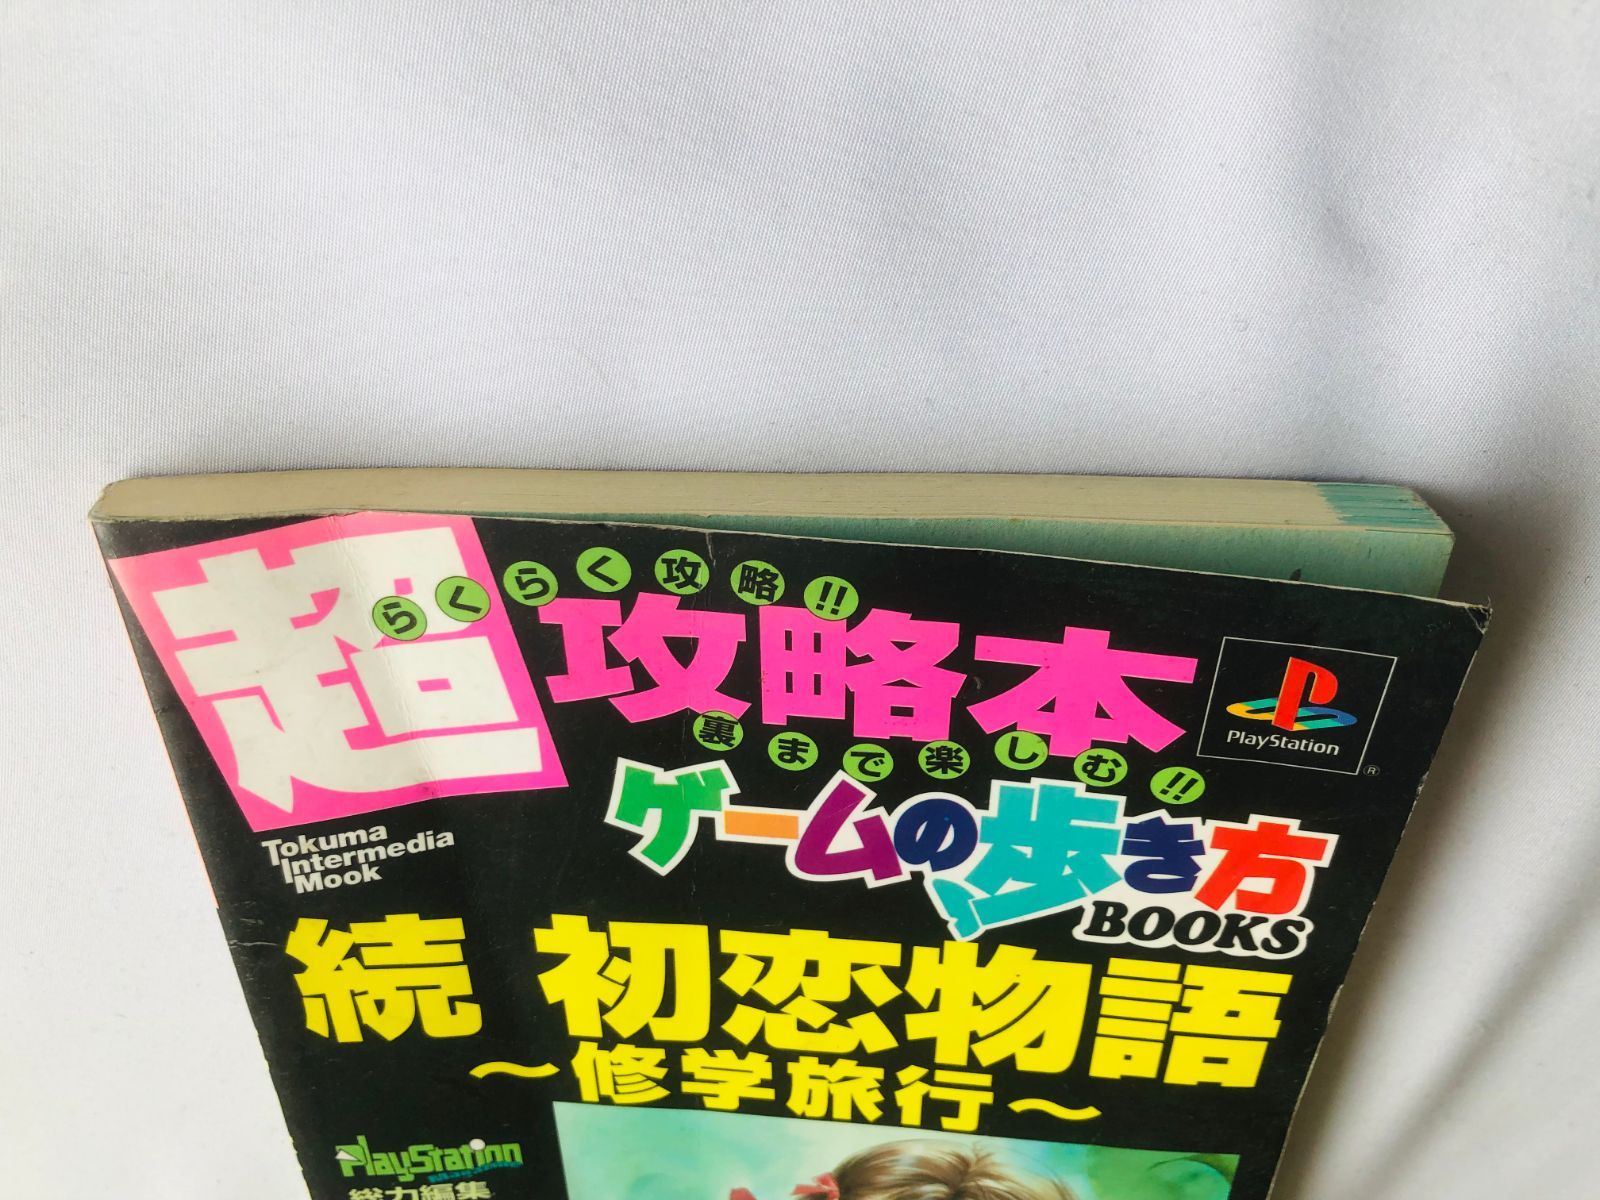 らくらく攻略!!
超攻略本
裏まで楽しむ!!
ゲームの歩き方
BOOKS
PlayStation
®
Tokuma
Intermedia
Mook
続 初恋物語
〜修学旅行〜
PlayStation
Magazine
総力編集